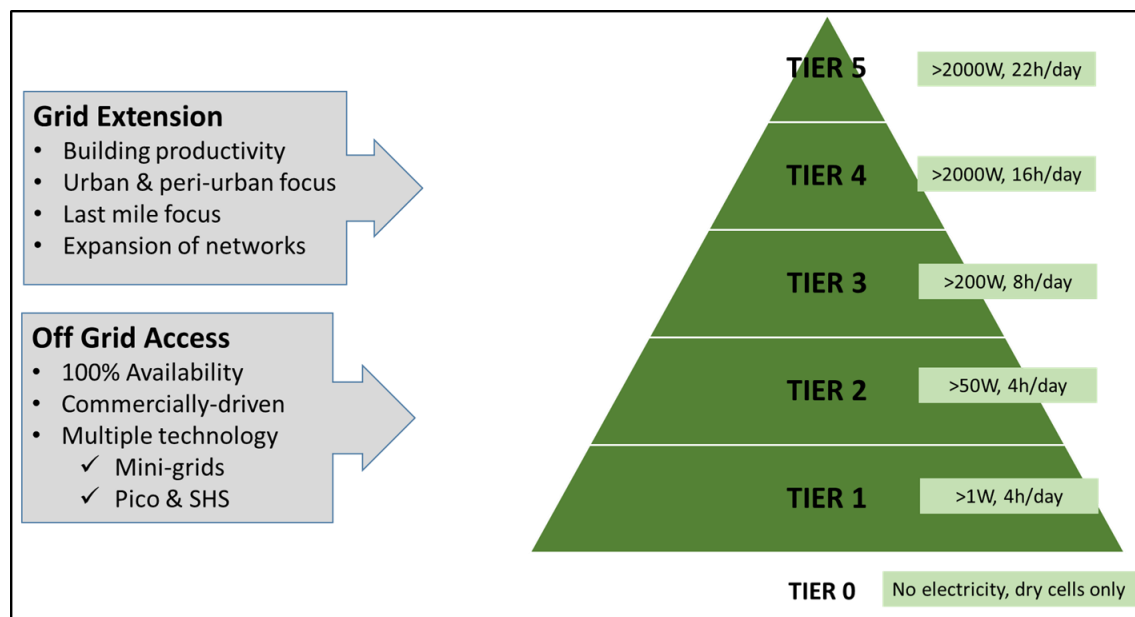 Grid Extension
• Building productivity
• Urban & peri-urban focus
• Last mile focus
• Expansion of networks
Off Grid Access
• 100% Availability
• Commercially-driven
• Multiple technology
✓ Mini-grids
✓ Pico & SHS
TIER 5
>2000W, 22h/day
TIER 4
>2000W, 16h/day
TIER 3
>200W, 8h/day
TIER 2
>50W, 4h/day
TIER 1
>1W, 4h/day
TIER 0
No electricity, dry cells only